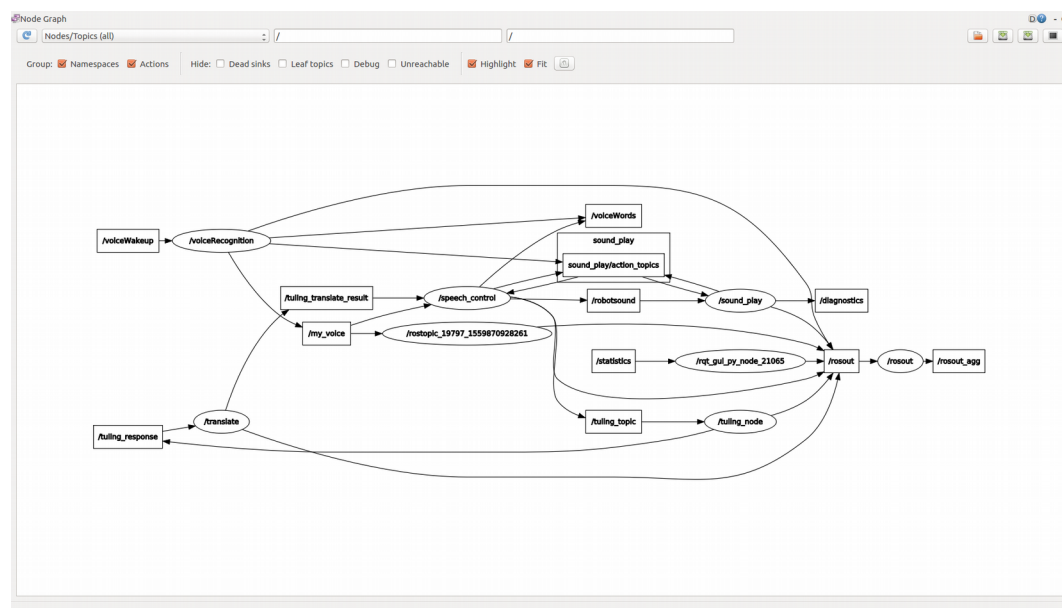 Node Graph
D
Nodes/Topics (all)
/
/
Group:
Namespaces
Actions
Hide:
Dead sinks
Leaf topics
Debug
Unreachable
Highlight
Fit
/voiceWords
/voiceWakeup
/voiceRecognition
sound_play
sound_play/action_topics
/tuling_translate_result
/speech_control
/robotsound
/sound_play
/diagnostics
/my_voice
/rostopic_19797_1559870928261
/statistics
/rqt_gui_py_node_21065
/rosout
/rosout
/rosout_agg
/translate
/tuling_topic
/tuling_node
/tuling_response